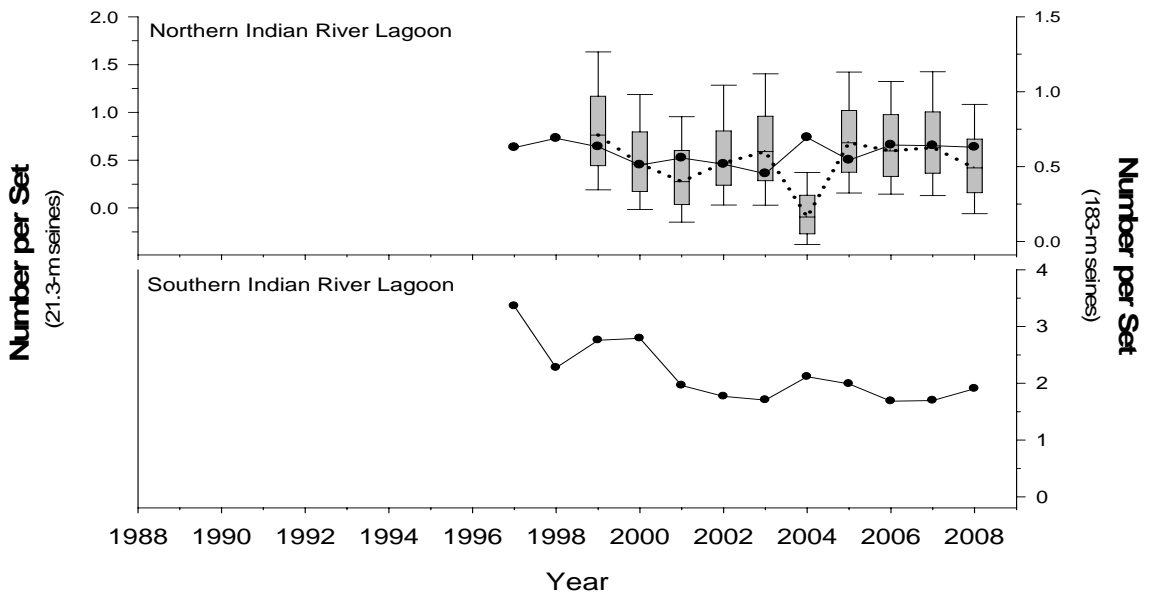 Northern Indian River Lagoon
2.0
1.5
1.0
0.5
0.0
1.5
1.0
0.5
0.0
Number per Set
(21.3-m seines)
Number per Set
(183-m seines)
Southern Indian River Lagoon
4
3
2
1
0
1988 1990 1992 1994 1996 1998 2000 2002 2004 2006 2008
Year